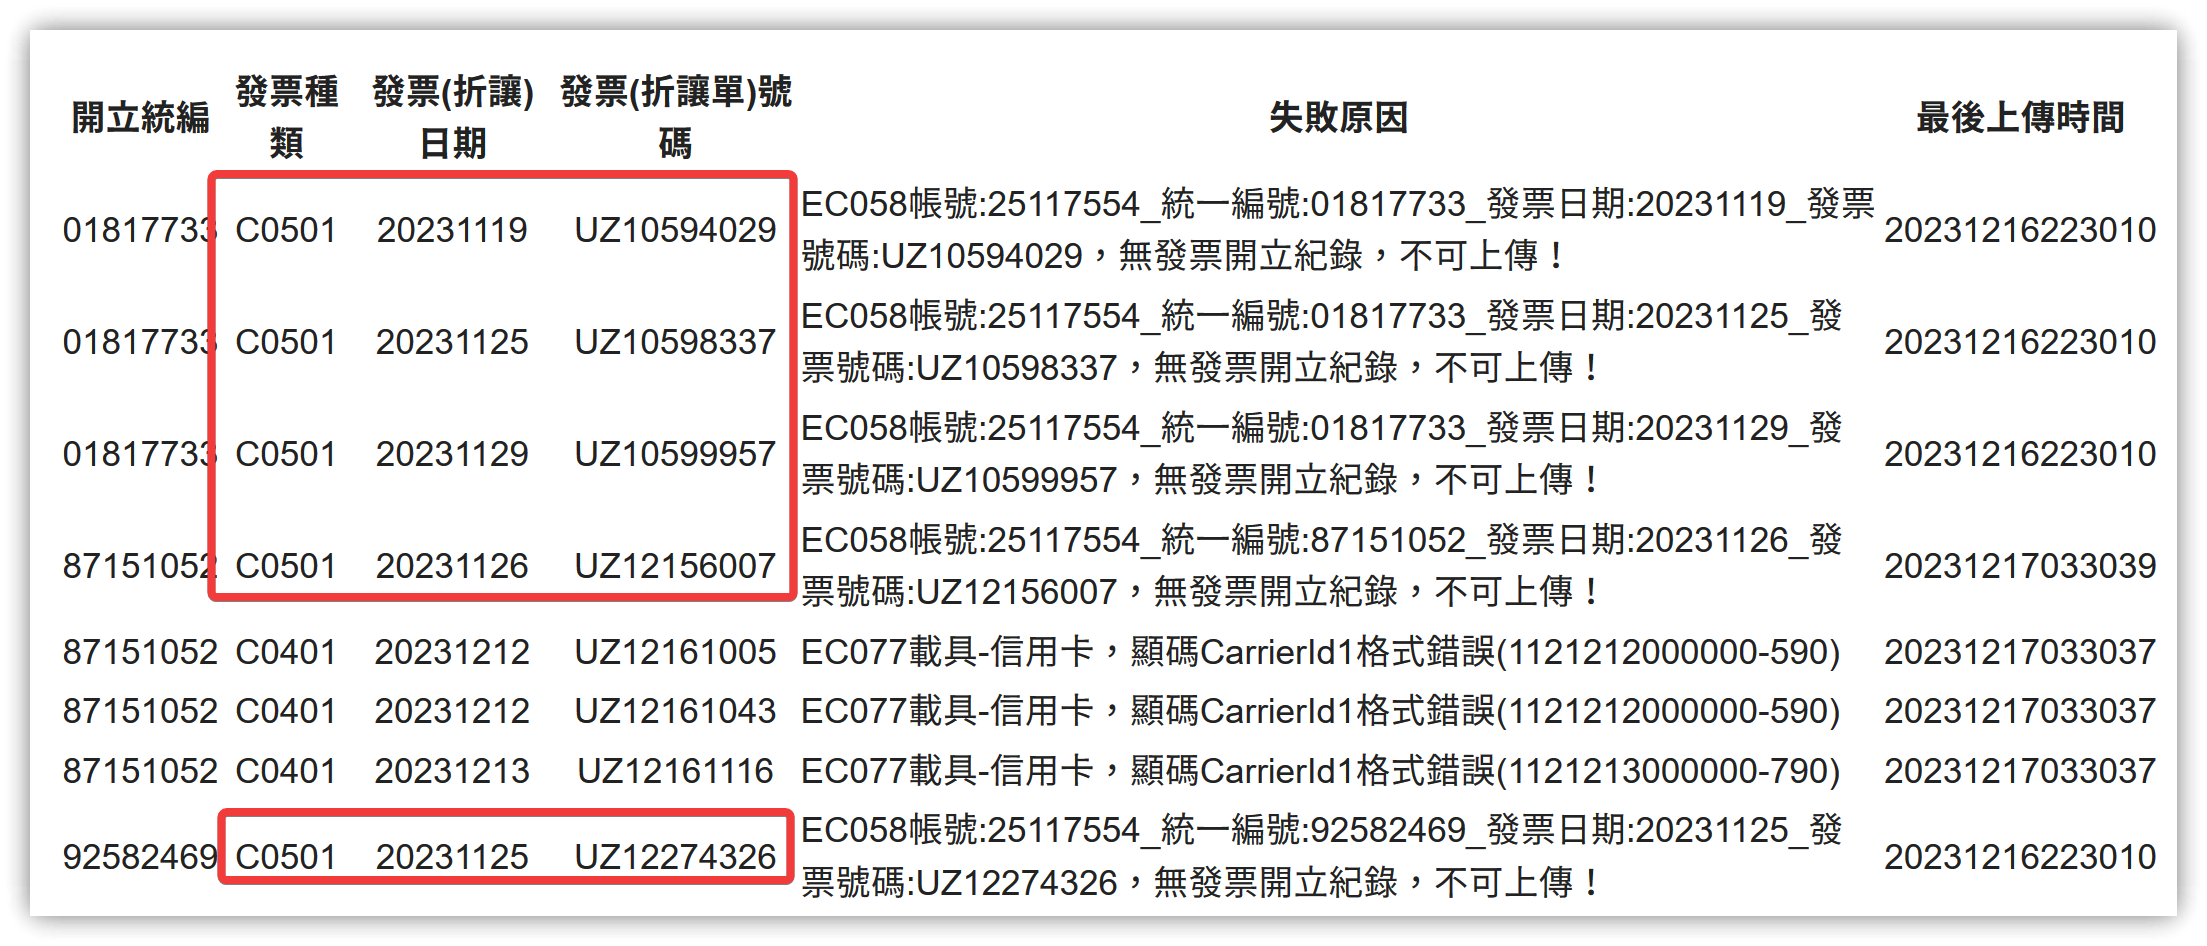 開立統編 發票種類 發票(折讓)日期 發票(折讓單)號碼 失敗原因 最後上傳時間
01817733 C0501 20231119 UZ10594029 EC058帳號:25117554_統一編號:01817733_發票日期:20231119_發票
號碼:UZ10594029，無發票開立紀錄，不可上傳！ 20231216223010
01817733 C0501 20231125 UZ10598337 EC058帳號:25117554_統一編號:01817733_發票日期:20231125_發
票號碼:UZ10598337，無發票開立紀錄，不可上傳！ 20231216223010
01817733 C0501 20231129 UZ10599957 EC058帳號:25117554_統一編號:01817733_發票日期:20231129_發
票號碼:UZ10599957，無發票開立紀錄，不可上傳！ 20231216223010
87151052 C0501 20231126 UZ12156007 EC058帳號:25117554_統一編號:87151052_發票日期:20231126_發
票號碼:UZ12156007，無發票開立紀錄，不可上傳！ 20231217033039
87151052 C0401 20231212 UZ12161005 EC077載具-信用卡，顯碼CarrierId1格式錯誤(1121212000000-590) 20231217033037
87151052 C0401 20231212 UZ12161043 EC077載具-信用卡，顯碼CarrierId1格式錯誤(1121212000000-590) 20231217033037
87151052 C0401 20231213 UZ12161116 EC077載具-信用卡，顯碼CarrierId1格式錯誤(1121213000000-790) 20231217033037
92582469 C0501 20231125 UZ12274326 EC058帳號:25117554_統一編號:92582469_發票日期:20231125_發
票號碼:UZ12274326，無發票開立紀錄，不可上傳！ 20231216223010